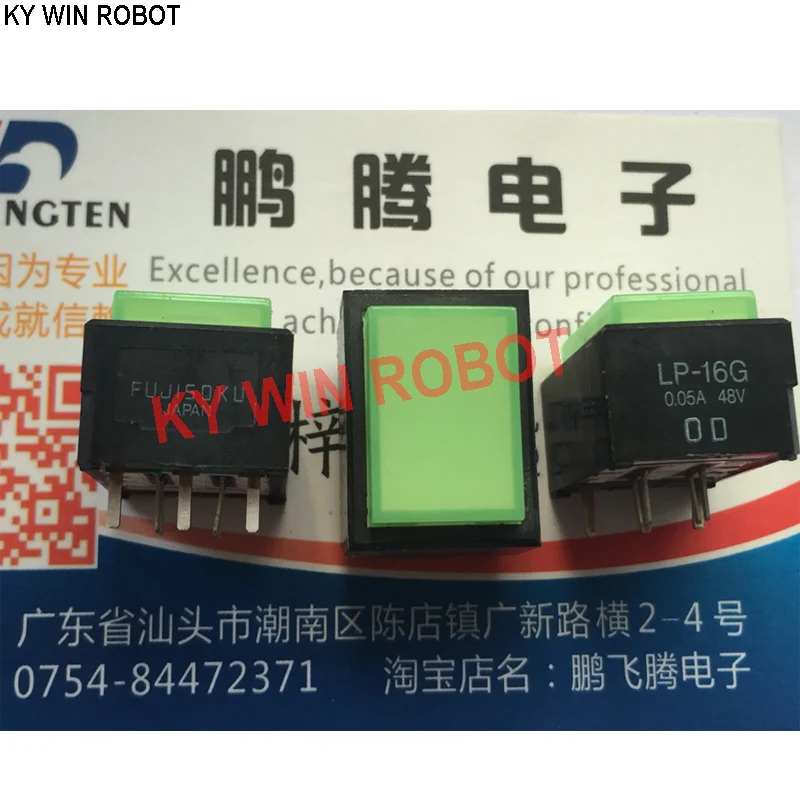 KY WIN ROBOT
NGTEN
鹏腾电子
因为专业
成就信赖
Excellence,because of our professional
ach
onfi
FUJISOKU
JAPAN
KY WIN ROBOT
LP-16G
0.05A 48V
OD
梓
广东省汕头市潮南区陈店镇广新路横2-4号
0754-84472371
淘宝店名：鹏飞腾电子